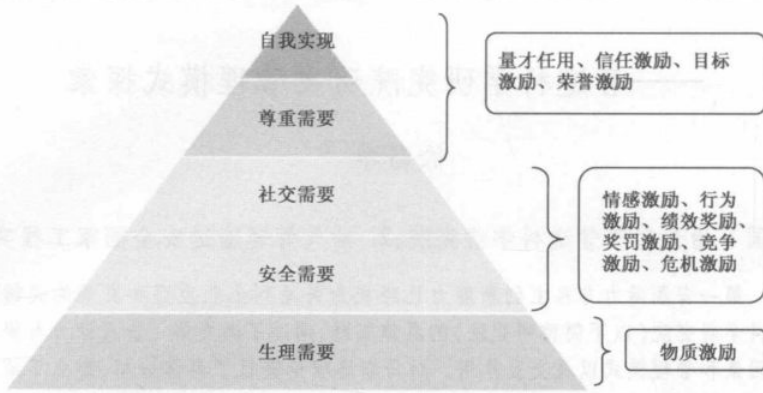 自我实现
尊重需要
社交需要
安全需要
生理需要
量才任用、信任激励、目标
激励、荣誉激励
情感激励、行为
激励、绩效奖励、
奖罚激励、竞争
激励、危机激励
物质激励